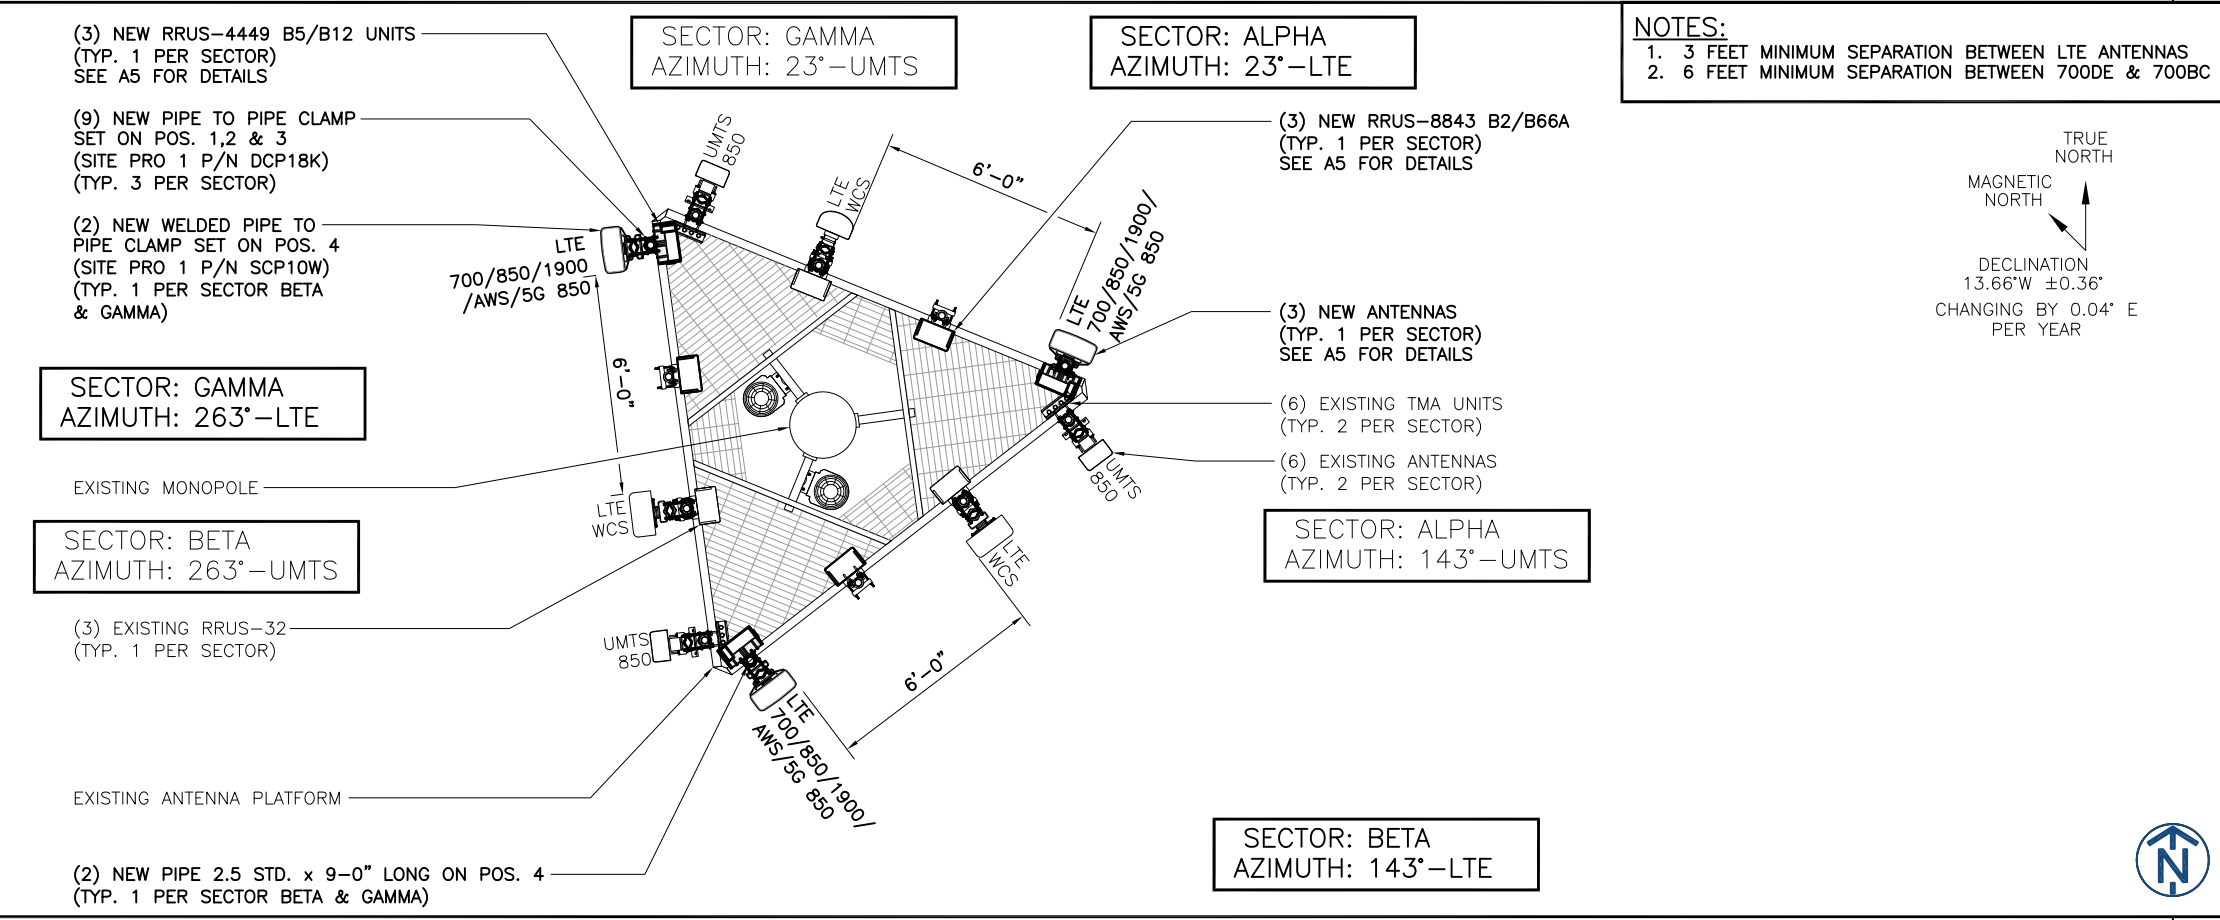 (3) NEW RRUS-4449 B5/B12 UNITS
(TYP. 1 PER SECTOR)
SEE A5 FOR DETAILS
(9) NEW PIPE TO PIPE CLAMP
SET ON POS. 1,2 & 3
(SITE PRO 1 P/N DCP18K)
(TYP. 3 PER SECTOR)
(2) NEW WELDED PIPE TO
PIPE CLAMP SET ON POS. 4
(SITE PRO 1 P/N SCP10W)
(TYP. 1 PER SECTOR BETA
& GAMMA)
SECTOR: GAMMA
AZIMUTH: 263°-LTE
EXISTING MONOPOLE
SECTOR: BETA
AZIMUTH: 263°-UMTS
(3) EXISTING RRUS-32
(TYP. 1 PER SECTOR)
EXISTING ANTENNA PLATFORM
(2) NEW PIPE 2.5 STD. x 9-0" LONG ON POS. 4
(TYP. 1 PER SECTOR BETA & GAMMA)
SECTOR: GAMMA
AZIMUTH: 23°-UMTS
SECTOR: ALPHA
AZIMUTH: 23°-LTE
UMTS
850
LTE
WCS
6'-0"
LTE
700/850/1900/
AWS/5G 850
LTE
700/850/1900
/AWS/5G 850
6'-0"
LTE
WCS
UMTS
850
LTE
700/850/1900/
AWS/5G 850
6'-0"
LTE
WCS
UMTS
850
(3) NEW RRUS-8843 B2/B66A
(TYP. 1 PER SECTOR)
SEE A5 FOR DETAILS
(3) NEW ANTENNAS
(TYP. 1 PER SECTOR)
SEE A5 FOR DETAILS
(6) EXISTING TMA UNITS
(TYP. 2 PER SECTOR)
(6) EXISTING ANTENNAS
(TYP. 2 PER SECTOR)
SECTOR: ALPHA
AZIMUTH: 143°-UMTS
SECTOR: BETA
AZIMUTH: 143°-LTE
NOTES:
1. 3 FEET MINIMUM SEPARATION BETWEEN LTE ANTENNAS
2. 6 FEET MINIMUM SEPARATION BETWEEN 700DE & 700BC
TRUE
NORTH
MAGNETIC
NORTH
DECLINATION
13.66°W ±0.36°
CHANGING BY 0.04° E
PER YEAR
N